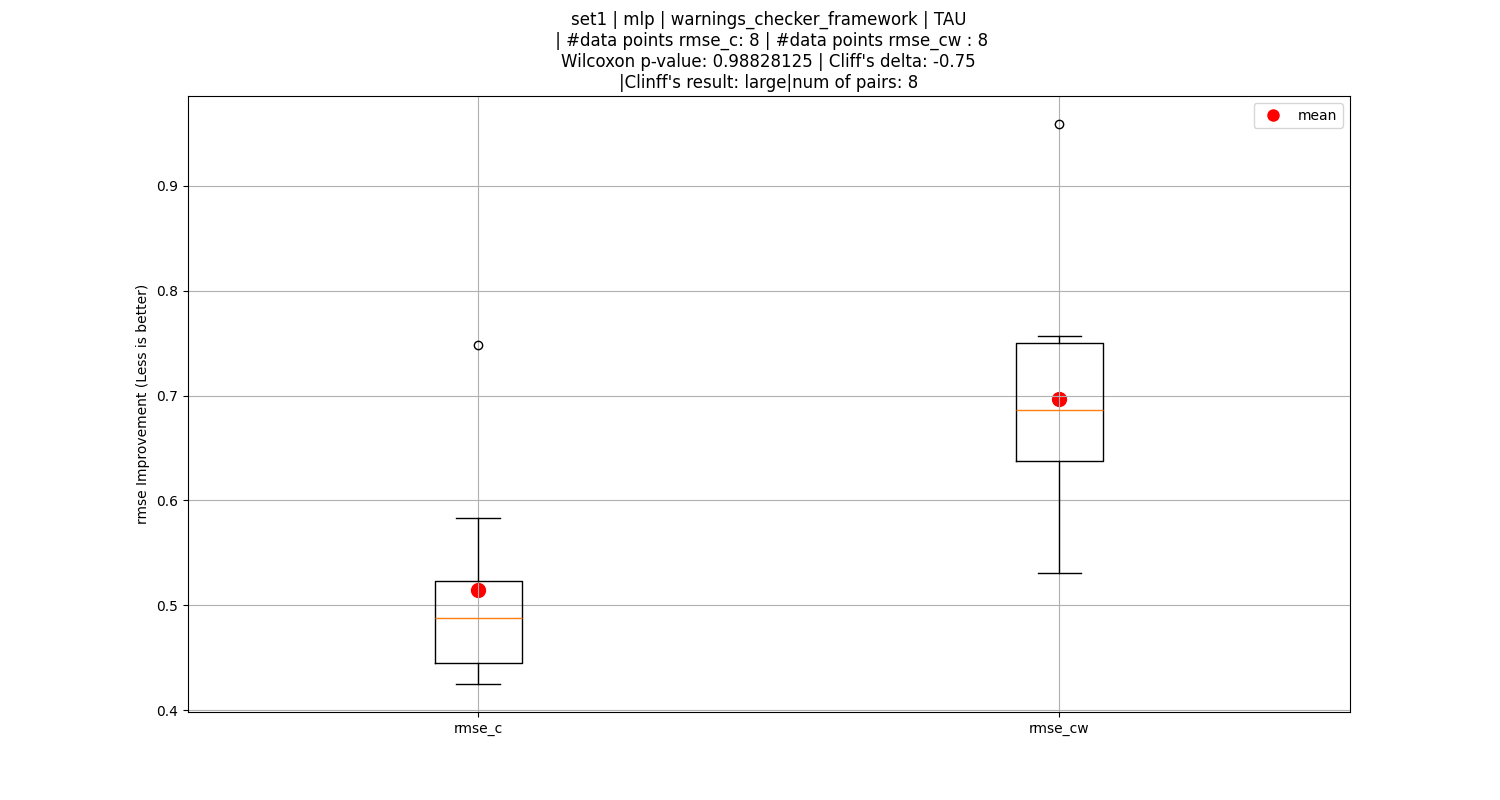 set1 | mlp | warnings_checker_framework | TAU
| #data points rmse_c: 8 | #data points rmse_cw : 8
Wilcoxon p-value: 0.98828125 | Cliff's delta: -0.75
|Clinff's result: large|num of pairs: 8
mean
rmse Improvement (Less is better)
0.9
0.8
0.7
0.6
0.5
0.4
rmse_c
rmse_cw